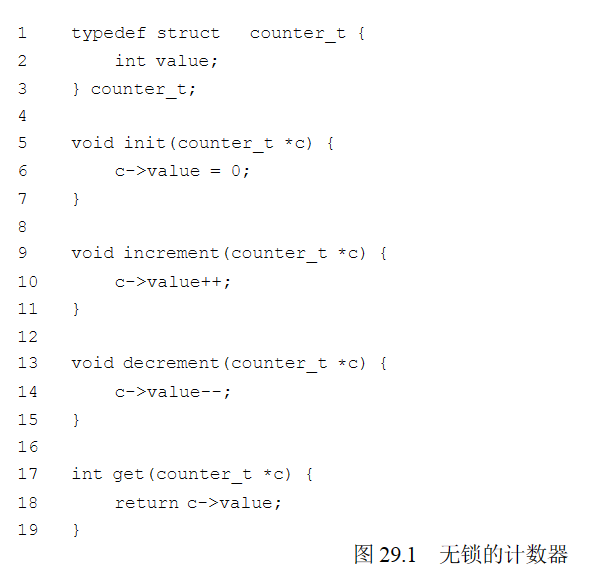 1 typedef struct counter_t {
2 int value;
3 } counter_t;
4
5 void init(counter_t *c) {
6 c->value = 0;
7 }
8
9 void increment(counter_t *c) {
10 c->value++;
11 }
12
13 void decrement(counter_t *c) {
14 c->value--;
15 }
16
17 int get(counter_t *c) {
18 return c->value;
19 }
图 29.1 无锁的计数器